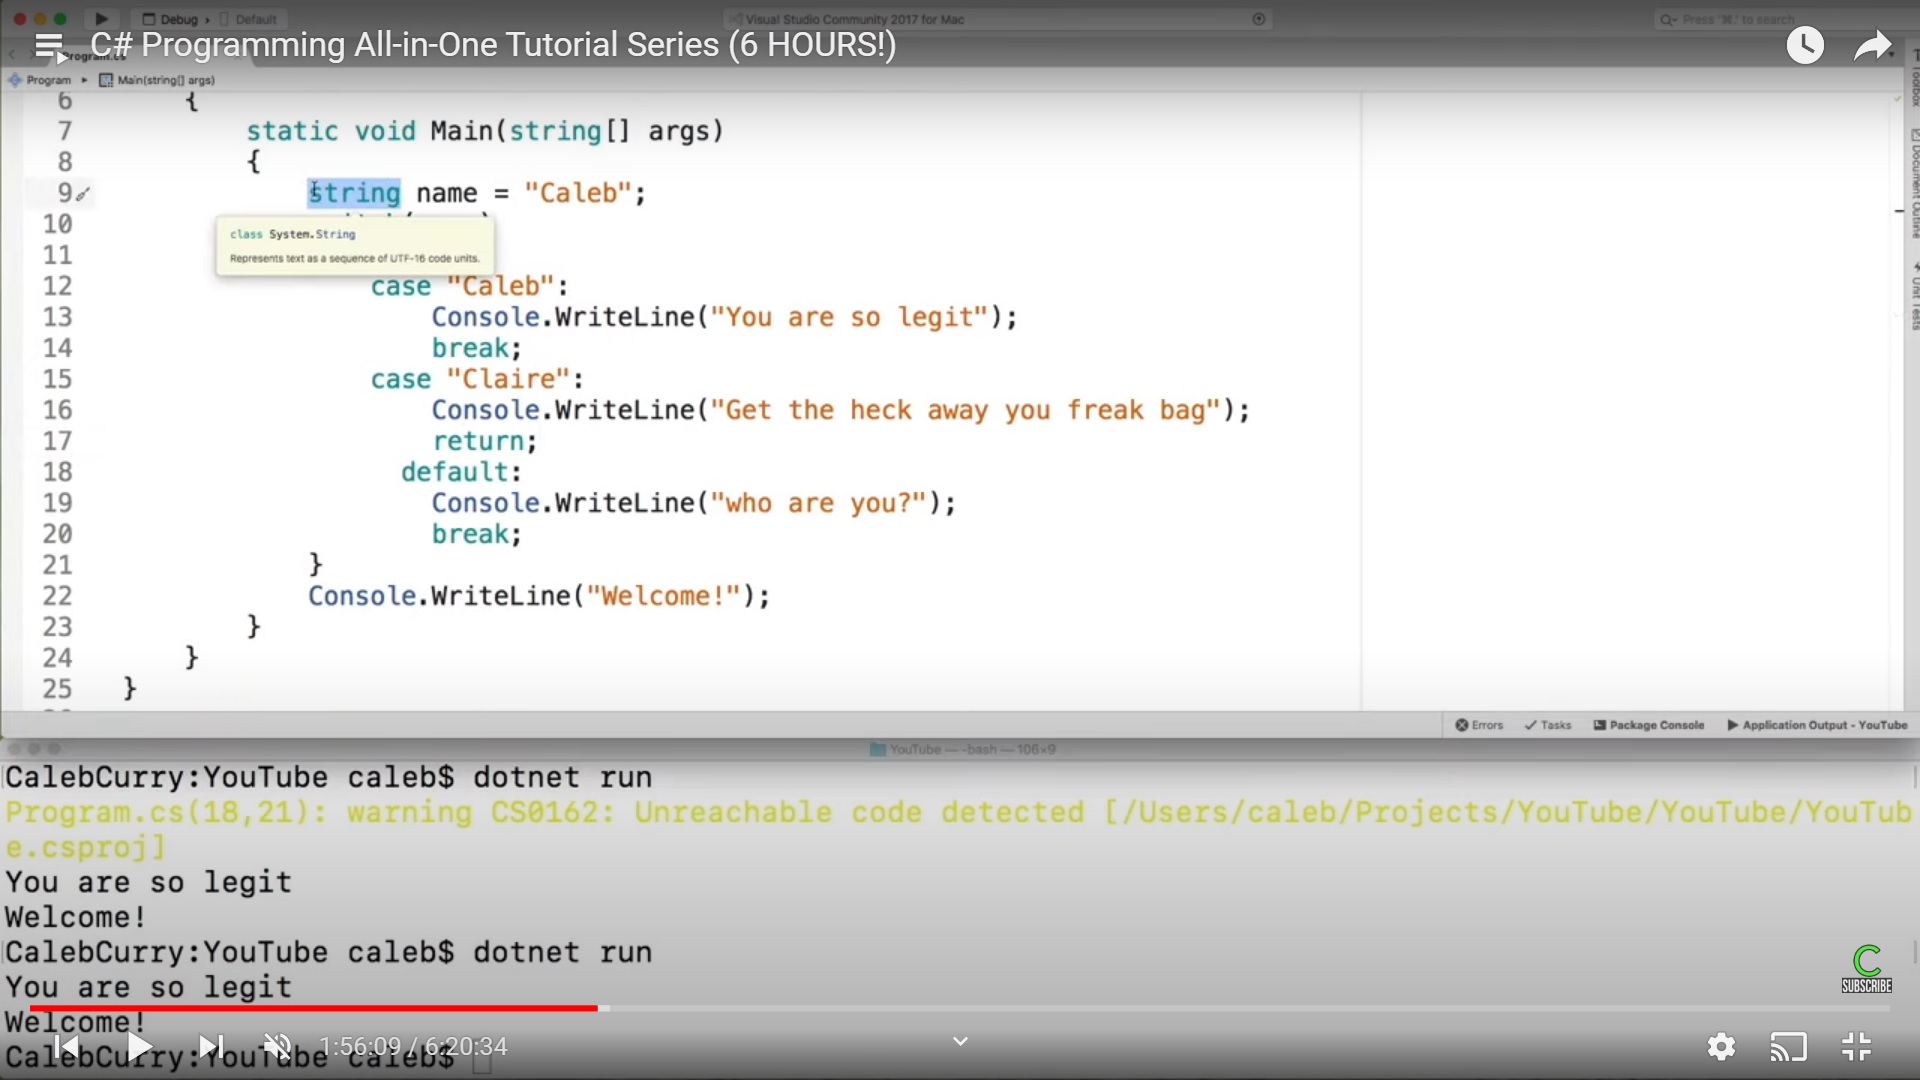 Debug › Default
Visual Studio Community 2017 for Mac
Press '⌘.' to search
C# Programming All-in-One Tutorial Series (6 HOURS!)
Program.cs
Program ▸ Main(string[] args)
6 {
7 static void Main(string[] args)
8 {
9 string name = "Caleb";
10
class System.String
11
Represents text as a sequence of UTF-16 code units.
12 case "Caleb":
13 Console.WriteLine("You are so legit");
14 break;
15 case "Claire":
16 Console.WriteLine("Get the heck away you freak bag");
17 return;
18 default:
19 Console.WriteLine("who are you?");
20 break;
21 }
22 Console.WriteLine("Welcome!");
23 }
24 }
25 }
Toolbox
Document Outline
Unit Tests
Errors Tasks Package Console Application Output - YouTube
YouTube — -bash — 106×9
CalebCurry:YouTube caleb$ dotnet run
Program.cs(18,21): warning CS0162: Unreachable code detected [/Users/caleb/Projects/YouTube/YouTube/YouTub
e.csproj]
You are so legit
Welcome!
CalebCurry:YouTube caleb$ dotnet run
You are so legit
Welcome!
CalebCurry:YouTube caleb$
1:56:09 / 6:20:34
C
SUBSCRIBE